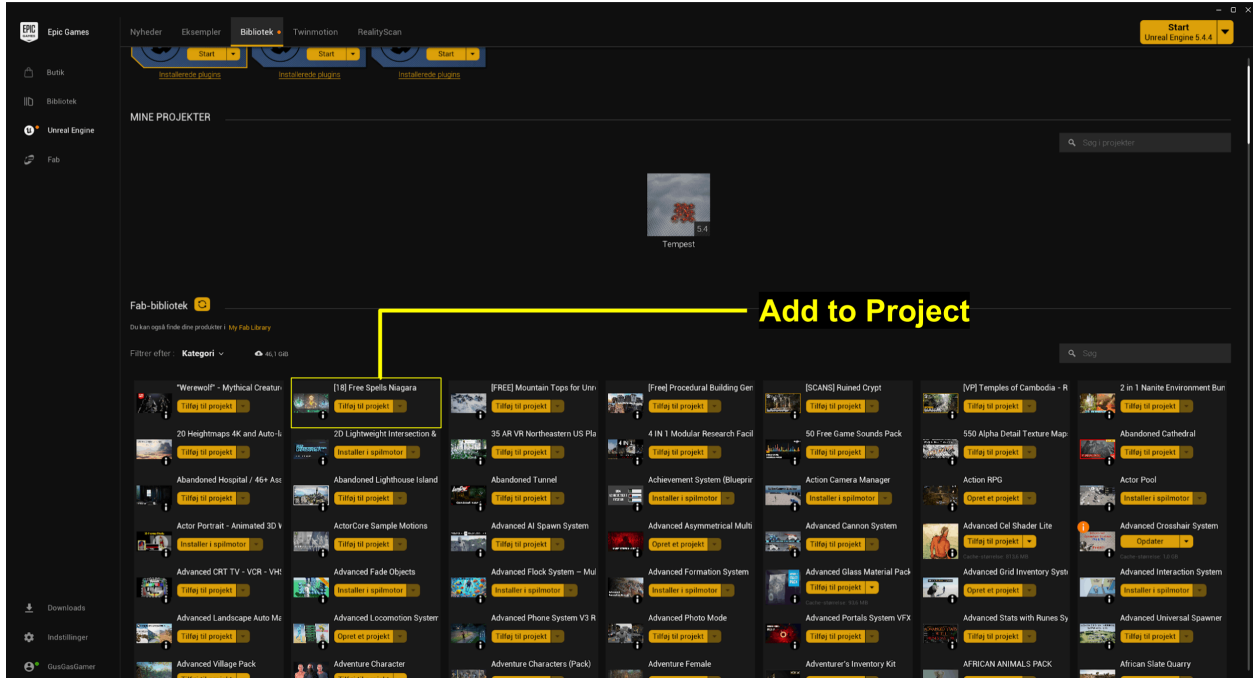 Epic Games
Nyheder
Eksempler
Bibliotek
Twinmotion
RealityScan
Start
Unreal Engine 5.4.4
Butik
Bibliotek
Unreal Engine
Fab
Start
Start
Start
Installerede plugins
Installerede plugins
Installerede plugins
MINE PROJEKTER
Søg i projekter
5.4
Tempest
Fab-bibliotek
Add to Project
Du kan også finde dine produkter i My Fab Library
Filtrer efter :
Kategori
46,1 GiB
Søg
"Werewolf" - Mythical Creature
Tilføj til projekt
[18] Free Spells Niagara
Tilføj til projekt
[FREE] Mountain Tops for Unre
Tilføj til projekt
[Free] Procedural Building Gen
Tilføj til projekt
[SCANS] Ruined Crypt
Tilføj til projekt
[VP] Temples of Cambodia - R
Tilføj til projekt
2 in 1 Nanite Environment Bun
Tilføj til projekt
20 Heightmaps 4K and Auto-la
Tilføj til projekt
2D Lightweight Intersection &
Installer i spilmotor
35 AR VR Northeastern US Pla
Tilføj til projekt
4 IN 1 Modular Research Facil
Tilføj til projekt
50 Free Game Sounds Pack
Tilføj til projekt
550 Alpha Detail Texture Map
Tilføj til projekt
Abandoned Cathedral
Tilføj til projekt
Abandoned Hospital / 46+ Ass
Tilføj til projekt
Abandoned Lighthouse Island
Tilføj til projekt
Abandoned Tunnel
Tilføj til projekt
Achievement System (Blueprin
Tilføj til projekt
Action Camera Manager
Installer i spilmotor
Action RPG
Opret et projekt
Actor Pool
Installer i spilmotor
Actor Portrait - Animated 3D
Installer i spilmotor
ActorCore Sample Motions
Tilføj til projekt
Advanced AI Spawn System
Tilføj til projekt
Advanced Asymmetrical Multi
Opret et projekt
Advanced Cannon System
Tilføj til projekt
Advanced Cel Shader Lite
Tilføj til projekt
Advanced Crosshair System
Opdater
Advanced CRT TV - VCR - VHS
Tilføj til projekt
Advanced Fade Objects
Installer i spilmotor
Advanced Flock System – Mul
Installer i spilmotor
Advanced Formation System
Installer i spilmotor
Advanced Glass Material Pack
Tilføj til projekt
Advanced Grid Inventory Syst
Opret et projekt
Advanced Interaction System
Installer i spilmotor
Advanced Landscape Auto Ma
Tilføj til projekt
Advanced Locomotion System
Opret et projekt
Advanced Phone System V3 R
Tilføj til projekt
Advanced Photo Mode
Tilføj til projekt
Advanced Portals System VFX
Tilføj til projekt
Advanced Stats with Runes Sy
Tilføj til projekt
Advanced Universal Spawner
Tilføj til projekt
Advanced Village Pack
Adventure Character
Adventure Characters (Pack)
Adventure Female
Adventurer's Inventory Kit
AFRICAN ANIMALS PACK
African Slate Quarry
Downloads
Indstillinger
GusGasGamer